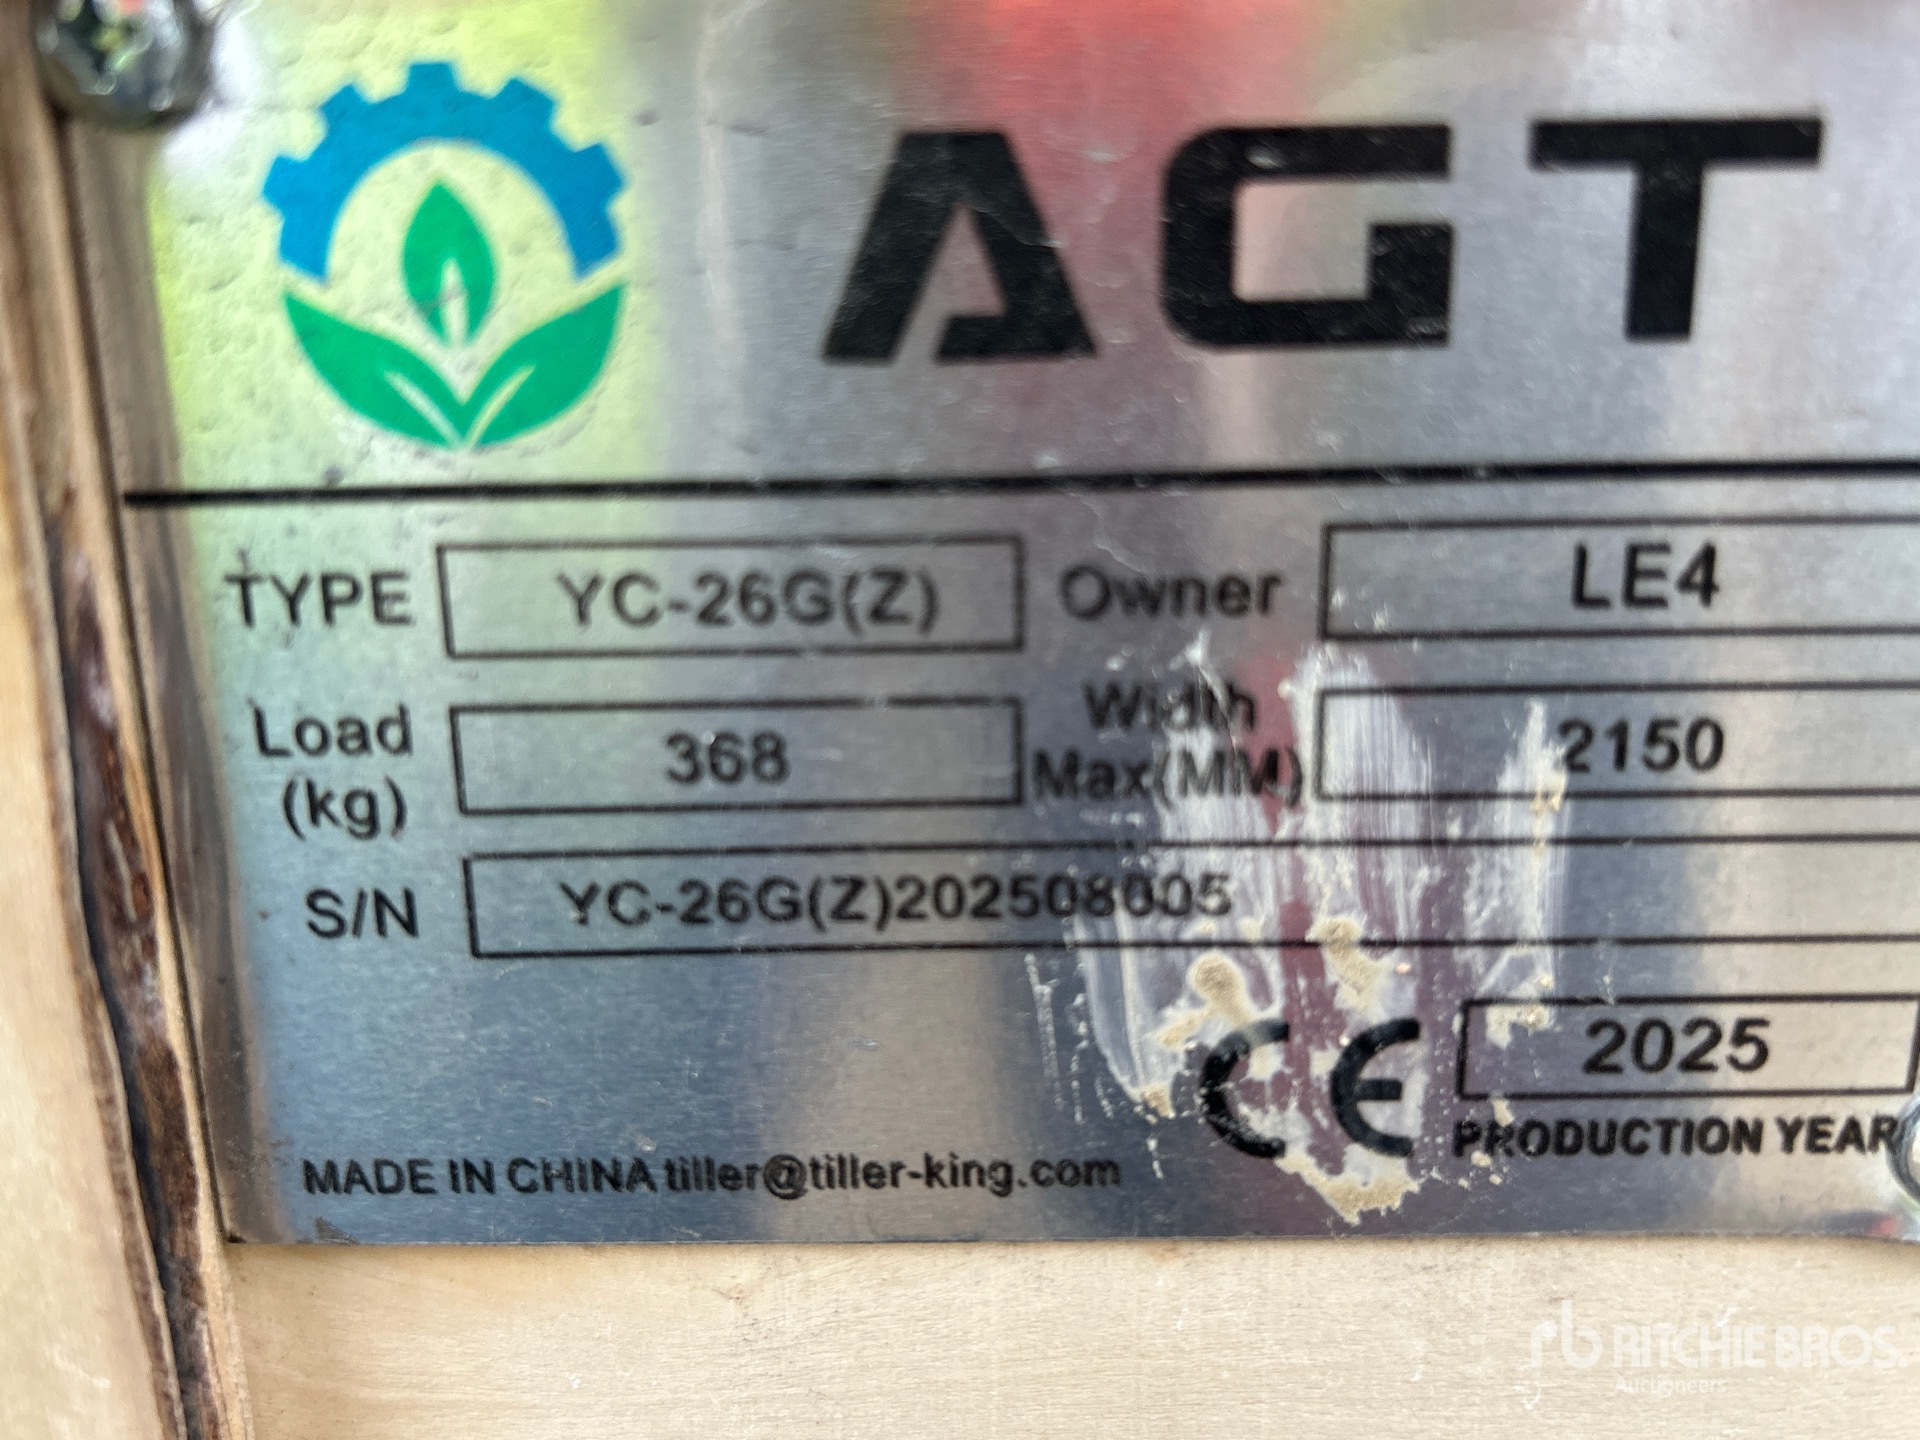 AGT
TYPE YC-26G(Z) Owner LE4
Load (kg) 368 Width Max(MM) 2150
S/N YC-26G(Z)202508005
CE 2025
PRODUCTION YEAR
MADE IN CHINA tiller@tiller-king.com
rb RITCHIE BROS.
Auctioneers